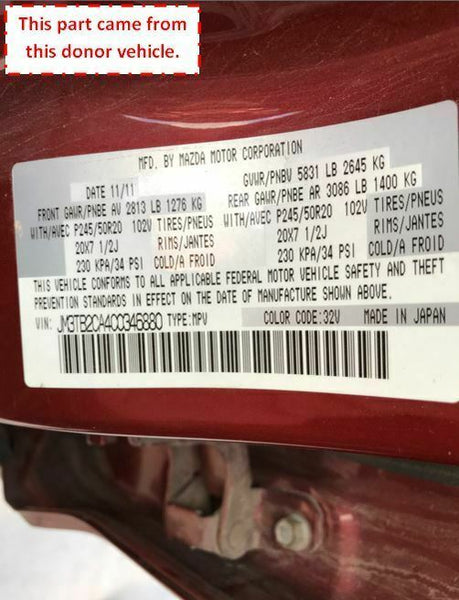 This part came from
this donor vehicle.
MFD. BY MAZDA MOTOR CORPORATION
DATE 11/11 GVWR/PNBV 5831 LB 2645 KG
FRONT GAWR/PNBE AV 2813 LB 1276 KG REAR GAWR/PNBE AR 3086 LB 1400 KG
WITH/AVEC P245/50R20 102V TIRES/PNEUS WITH/AVEC P245/50R20 102V TIRES/PNEUS
20X7 1/2J RIMS/JANTES 20X7 1/2J RIMS/JANTES
230 KPA/34 PSI COLD/A FROID 230 KPA/34 PSI COLD/A FROID
THIS VEHICLE CONFORMS TO ALL APPLICABLE FEDERAL MOTOR VEHICLE SAFETY AND THEFT
PREVENTION STANDARDS IN EFFECT ON THE DATE OF MANUFACTURE SHOWN ABOVE.
VIN: JM3TB2CA4C0346880 TYPE:MPV COLOR CODE:32V MADE IN JAPAN